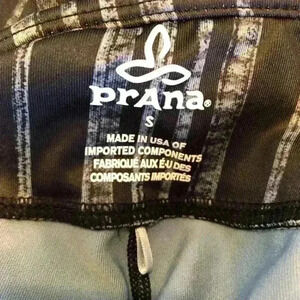 prAna®
S
MADE IN USA OF
IMPORTED COMPONENTS
FABRIQUÉ AUX É-U DES
COMPOSANTS IMPORTÉS